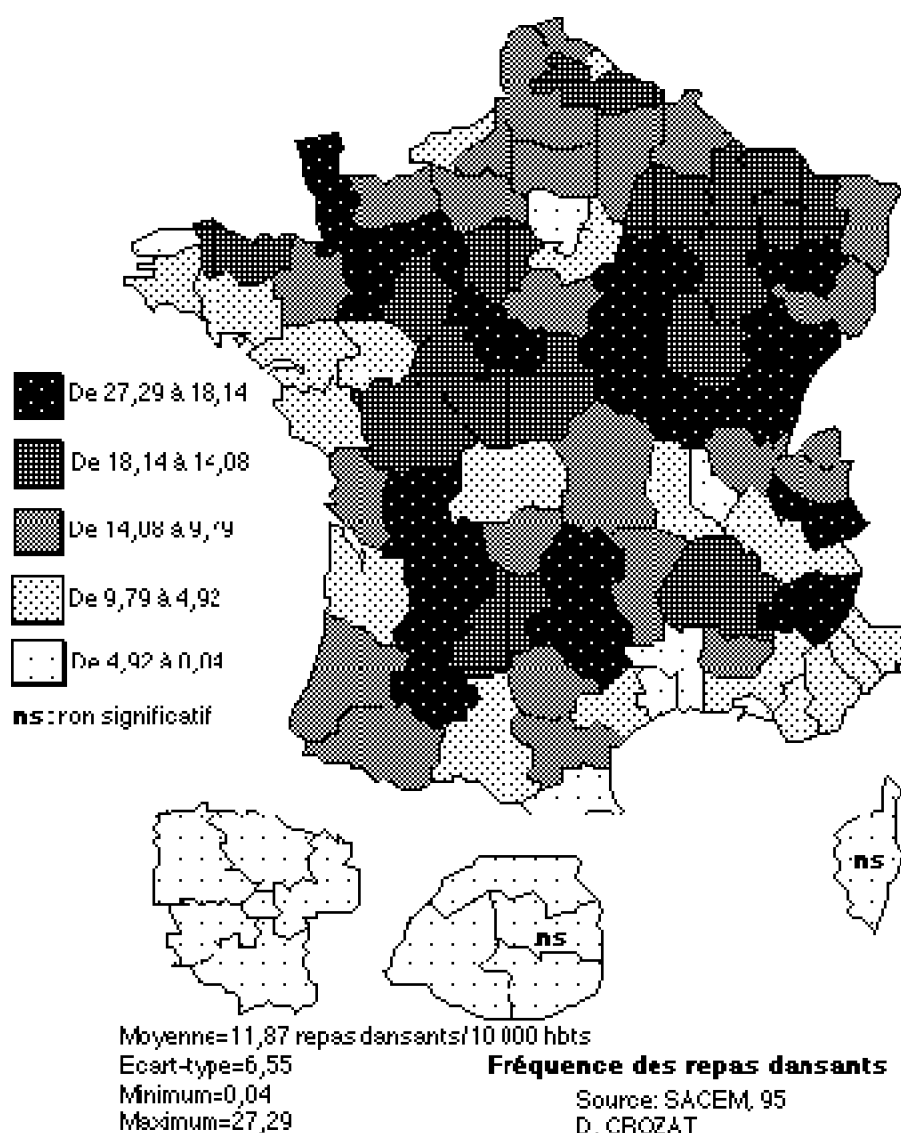 De 27,29 à 18,14
De 18,14 à 14,08
De 14,08 à 9,79
De 9,79 à 4,92
De 4,92 à 0,04
ns: ron significatif
ns
ns
Moyenne=11,87 repas dansants/10 000 hbts
Ecart-type=6,55
Minimum=0,04
Maximum=27,29
Fréquence des repas dansants
Source: SACEM, 95
D. CROZAT